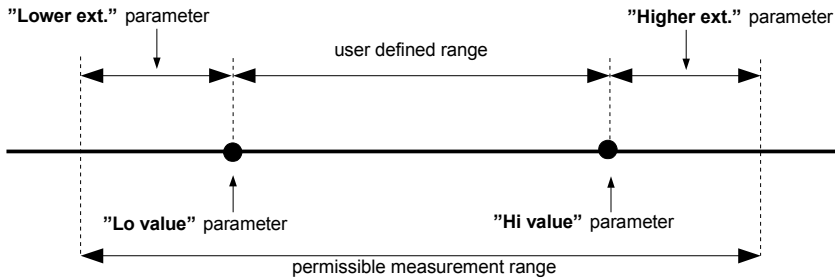 ”Lower ext.” parameter
”Higher ext.” parameter
user defined range
”Lo value” parameter
”Hi value” parameter
permissible measurement range